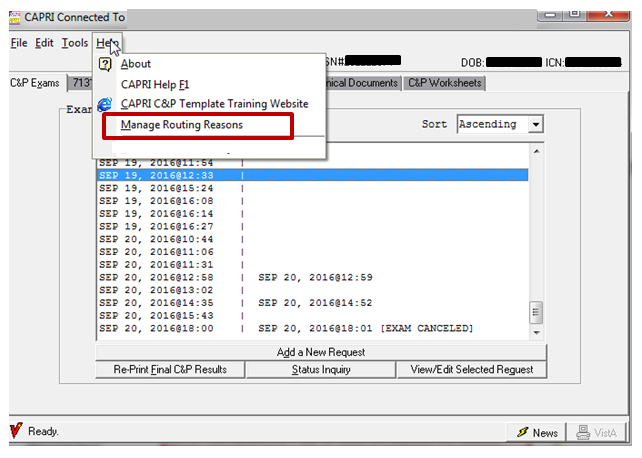 CAPRI Connected To
File Edit Tools Help
SN# DOB: ICN:
C&P Exams 713 nical Documents C&P Worksheets
About
CAPRI Help F1
CAPRI C&P Template Training Website
Manage Routing Reasons
Exam
Sort Ascending
SEP 19, 2016@11:54 |
SEP 19, 2016@12:33 |
SEP 19, 2016@15:24 |
SEP 19, 2016@16:08 |
SEP 19, 2016@16:14 |
SEP 19, 2016@16:27 |
SEP 20, 2016@10:44 |
SEP 20, 2016@11:06 |
SEP 20, 2016@11:31 |
SEP 20, 2016@12:58 | SEP 20, 2016@12:59
SEP 20, 2016@13:02 |
SEP 20, 2016@14:35 | SEP 20, 2016@14:52
SEP 20, 2016@15:43 |
SEP 20, 2016@18:00 | SEP 20, 2016@18:01 [EXAM CANCELED]
Add a New Request
Re-Print Final C&P Results Status Inquiry View/Edit Selected Request
Ready. News VistA